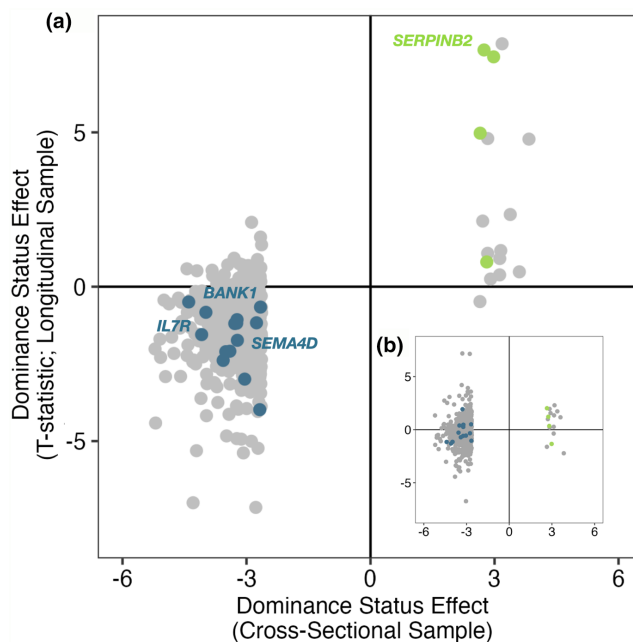 (a)
SERPINB2
5
0
-5
BANK1
IL7R
SEMA4D
Dominance Status Effect
(T-statistic; Longitudinal Sample)
(b)
5
0
-5
-6 -3 0 3 6
-6 -3 0 3 6
Dominance Status Effect
(Cross-Sectional Sample)